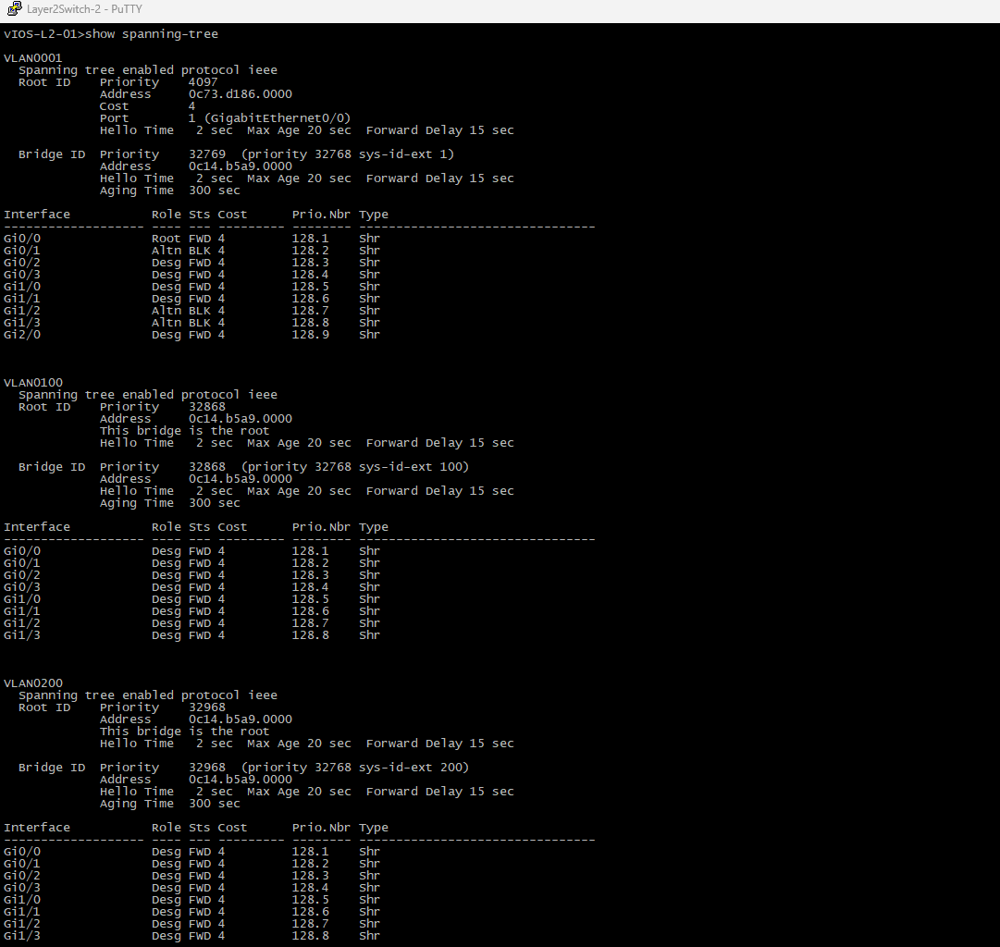 Layer2Switch-2 - PuTTY
vIOS-L2-01>show spanning-tree

VLAN0001
  Spanning tree enabled protocol ieee
  Root ID    Priority    4097
             Address     0c73.d186.0000
             Cost        4
             Port        1 (GigabitEthernet0/0)
             Hello Time   2 sec  Max Age 20 sec  Forward Delay 15 sec

  Bridge ID  Priority    32769  (priority 32768 sys-id-ext 1)
             Address     0c14.b5a9.0000
             Hello Time   2 sec  Max Age 20 sec  Forward Delay 15 sec
             Aging Time  300 sec

Interface           Role Sts Cost      Prio.Nbr Type
------------------- ---- --- --------- -------- --------------------------------
Gi0/0               Root FWD 4         128.1    Shr
Gi0/1               Altn BLK 4         128.2    Shr
Gi0/2               Desg FWD 4         128.3    Shr
Gi0/3               Desg FWD 4         128.4    Shr
Gi1/0               Desg FWD 4         128.5    Shr
Gi1/1               Desg FWD 4         128.6    Shr
Gi1/2               Altn BLK 4         128.7    Shr
Gi1/3               Altn BLK 4         128.8    Shr
Gi2/0               Desg FWD 4         128.9    Shr

VLAN0100
  Spanning tree enabled protocol ieee
  Root ID    Priority    32868
             Address     0c14.b5a9.0000
             This bridge is the root
             Hello Time   2 sec  Max Age 20 sec  Forward Delay 15 sec

  Bridge ID  Priority    32868  (priority 32768 sys-id-ext 100)
             Address     0c14.b5a9.0000
             Hello Time   2 sec  Max Age 20 sec  Forward Delay 15 sec
             Aging Time  300 sec

Interface           Role Sts Cost      Prio.Nbr Type
------------------- ---- --- --------- -------- --------------------------------
Gi0/0               Desg FWD 4         128.1    Shr
Gi0/1               Desg FWD 4         128.2    Shr
Gi0/2               Desg FWD 4         128.3    Shr
Gi0/3               Desg FWD 4         128.4    Shr
Gi1/0               Desg FWD 4         128.5    Shr
Gi1/1               Desg FWD 4         128.6    Shr
Gi1/2               Desg FWD 4         128.7    Shr
Gi1/3               Desg FWD 4         128.8    Shr

VLAN0200
  Spanning tree enabled protocol ieee
  Root ID    Priority    32968
             Address     0c14.b5a9.0000
             This bridge is the root
             Hello Time   2 sec  Max Age 20 sec  Forward Delay 15 sec

  Bridge ID  Priority    32968  (priority 32768 sys-id-ext 200)
             Address     0c14.b5a9.0000
             Hello Time   2 sec  Max Age 20 sec  Forward Delay 15 sec
             Aging Time  300 sec

Interface           Role Sts Cost      Prio.Nbr Type
------------------- ---- --- --------- -------- --------------------------------
Gi0/0               Desg FWD 4         128.1    Shr
Gi0/1               Desg FWD 4         128.2    Shr
Gi0/2               Desg FWD 4         128.3    Shr
Gi0/3               Desg FWD 4         128.4    Shr
Gi1/0               Desg FWD 4         128.5    Shr
Gi1/1               Desg FWD 4         128.6    Shr
Gi1/2               Desg FWD 4         128.7    Shr
Gi1/3               Desg FWD 4         128.8    Shr